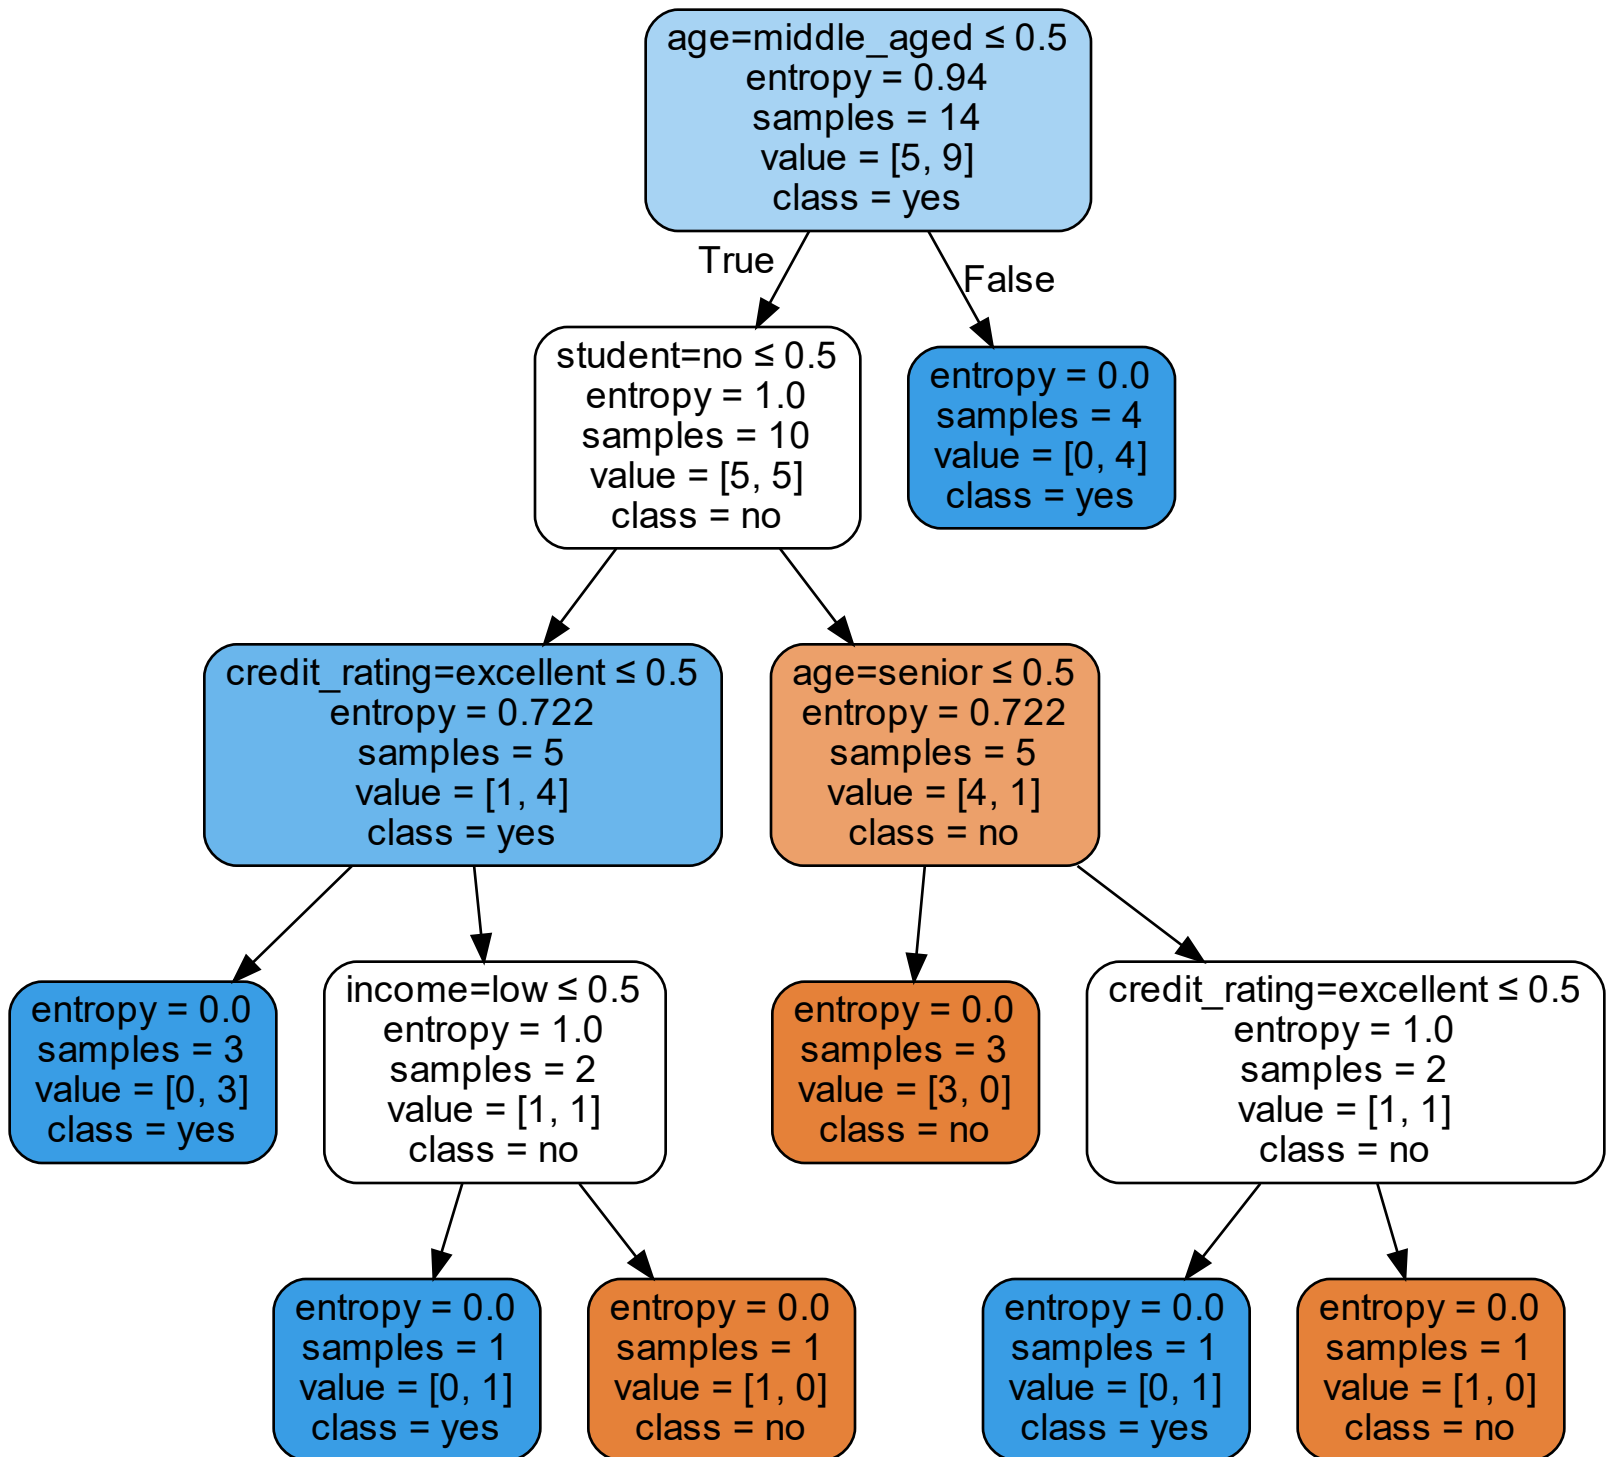 age=middle_aged ≤ 0.5
entropy = 0.94
samples = 14
value = [5, 9]
class = yes
True
False
student=no ≤ 0.5
entropy = 1.0
samples = 10
value = [5, 5]
class = no
entropy = 0.0
samples = 4
value = [0, 4]
class = yes
credit_rating=excellent ≤ 0.5
entropy = 0.722
samples = 5
value = [1, 4]
class = yes
age=senior ≤ 0.5
entropy = 0.722
samples = 5
value = [4, 1]
class = no
entropy = 0.0
samples = 3
value = [0, 3]
class = yes
income=low ≤ 0.5
entropy = 1.0
samples = 2
value = [1, 1]
class = no
entropy = 0.0
samples = 3
value = [3, 0]
class = no
credit_rating=excellent ≤ 0.5
entropy = 1.0
samples = 2
value = [1, 1]
class = no
entropy = 0.0
samples = 1
value = [0, 1]
class = yes
entropy = 0.0
samples = 1
value = [1, 0]
class = no
entropy = 0.0
samples = 1
value = [0, 1]
class = yes
entropy = 0.0
samples = 1
value = [1, 0]
class = no